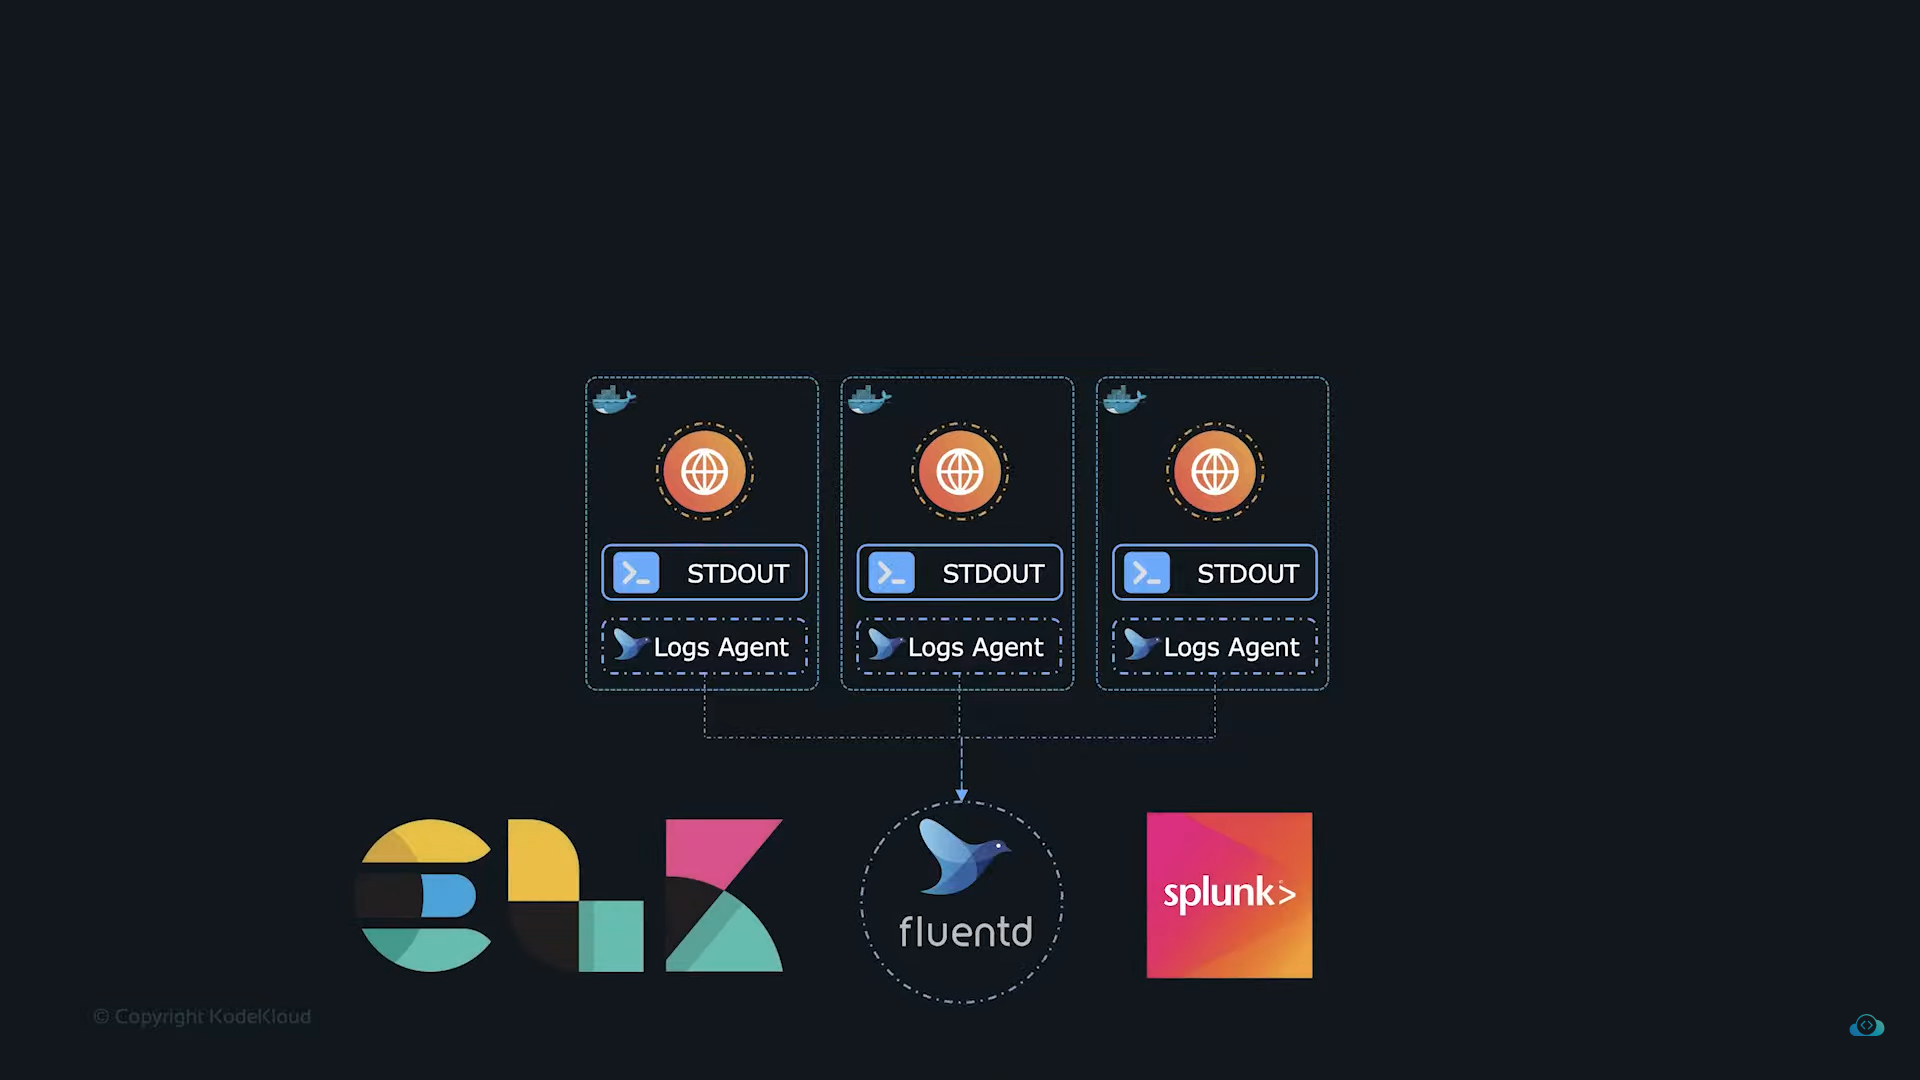 STDOUT
Logs Agent
STDOUT
Logs Agent
STDOUT
Logs Agent
fluentd
splunk>
© Copyright KodeKloud